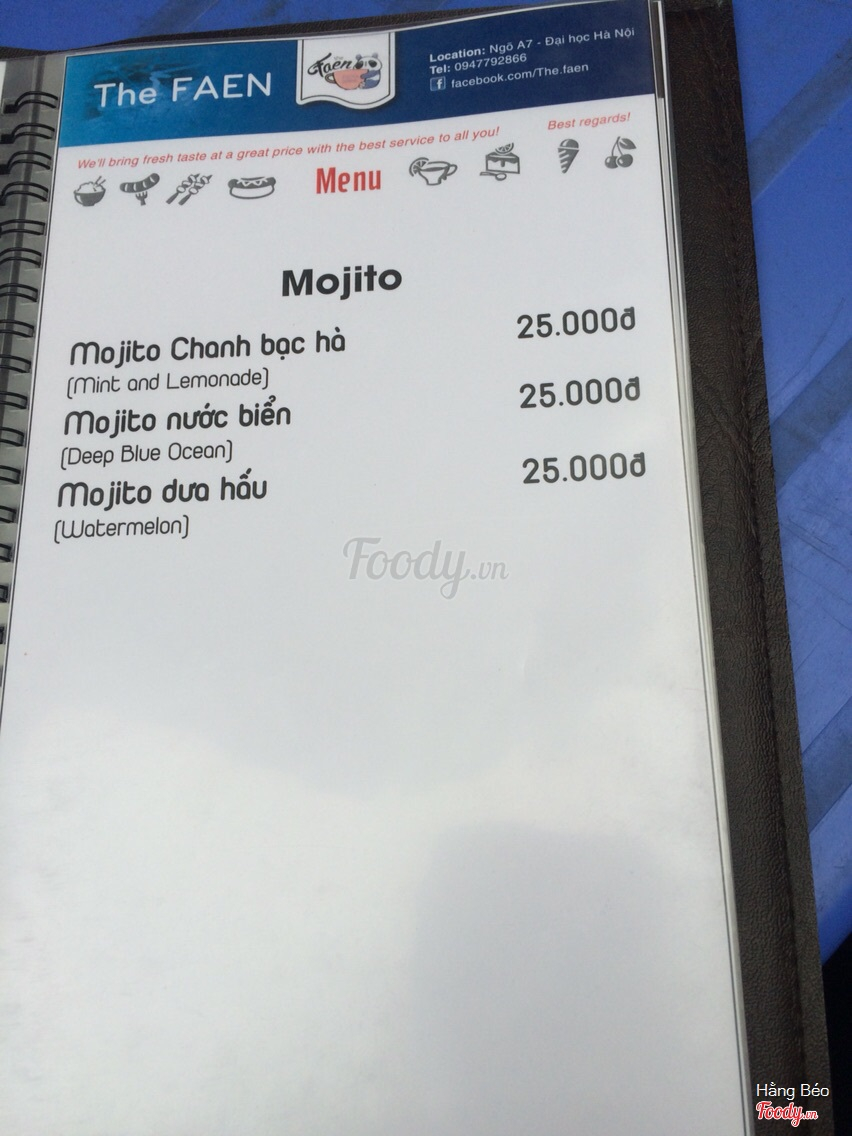 The FAEN
Faen
Location: Ngõ A7 - Đại học Hà Nội
Tel: 0947792866
facebook.com/The.faen
We'll bring fresh taste at a great price with the best service to all you!
Best regards!
Menu
Mojito
Mojito Chanh bạc hà 25.000đ
(Mint and Lemonade)
Mojito nước biển 25.000đ
(Deep Blue Ocean)
Mojito dưa hấu 25.000đ
(Watermelon)
Foody.vn
Hằng Béo
Foody.vn